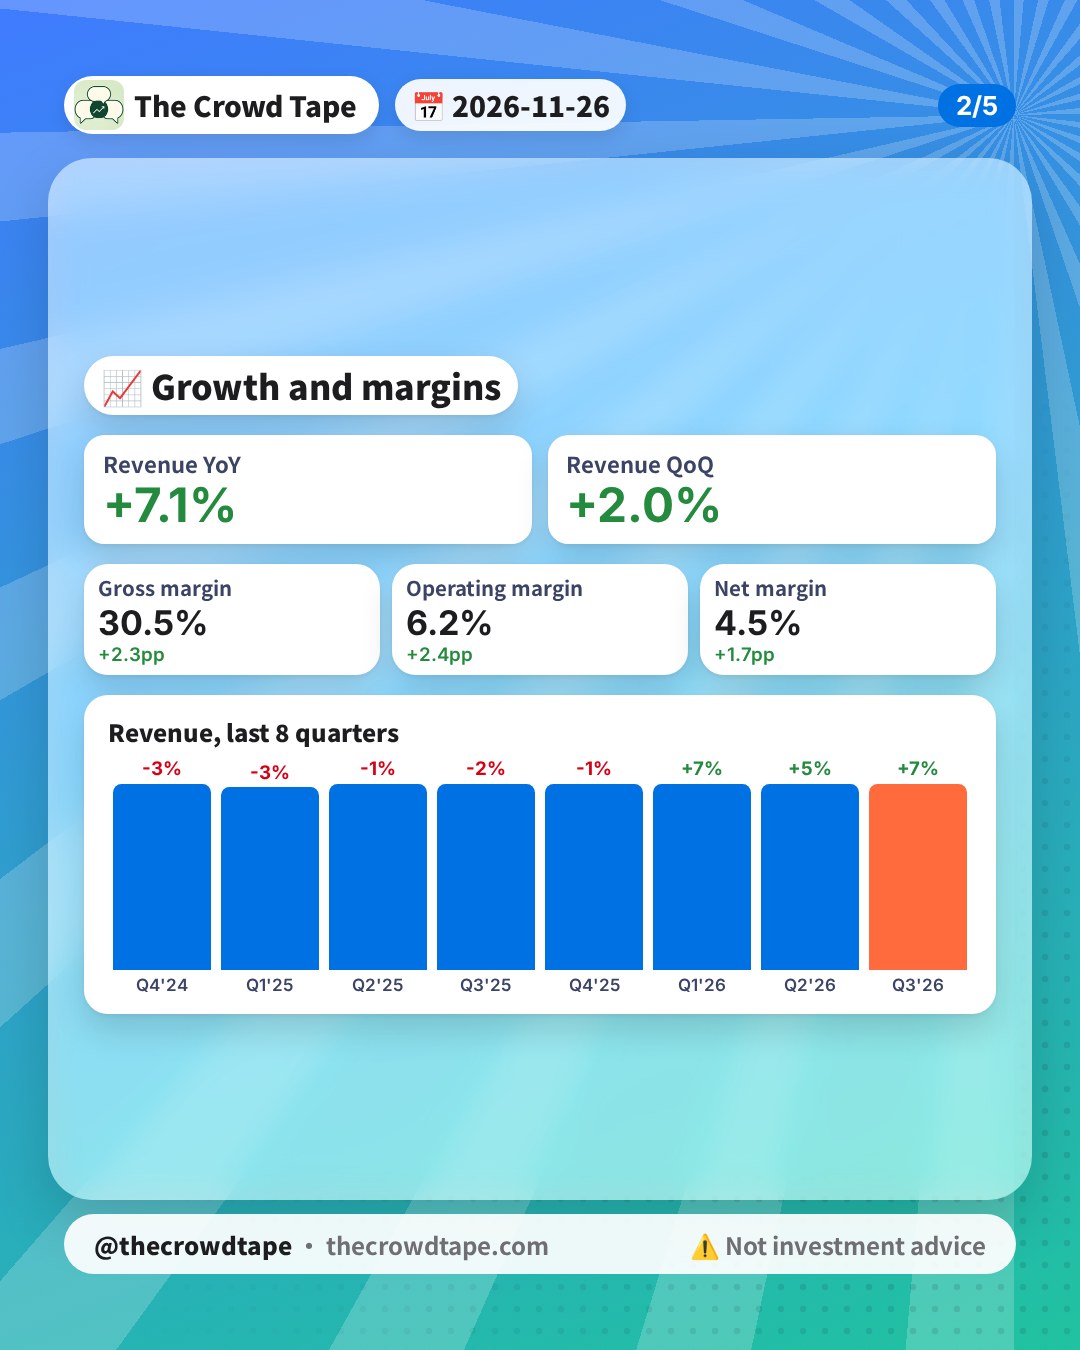 The Crowd Tape
2026-11-26
2/5
Growth and margins
Revenue YoY
+7.1%
Revenue QoQ
+2.0%
Gross margin
30.5%
+2.3pp
Operating margin
6.2%
+2.4pp
Net margin
4.5%
+1.7pp
Revenue, last 8 quarters
-3% -3% -1% -2% -1% +7% +5% +7%
Q4'24 Q1'25 Q2'25 Q3'25 Q4'25 Q1'26 Q2'26 Q3'26
@thecrowdtape • thecrowdtape.com
⚠️ Not investment advice